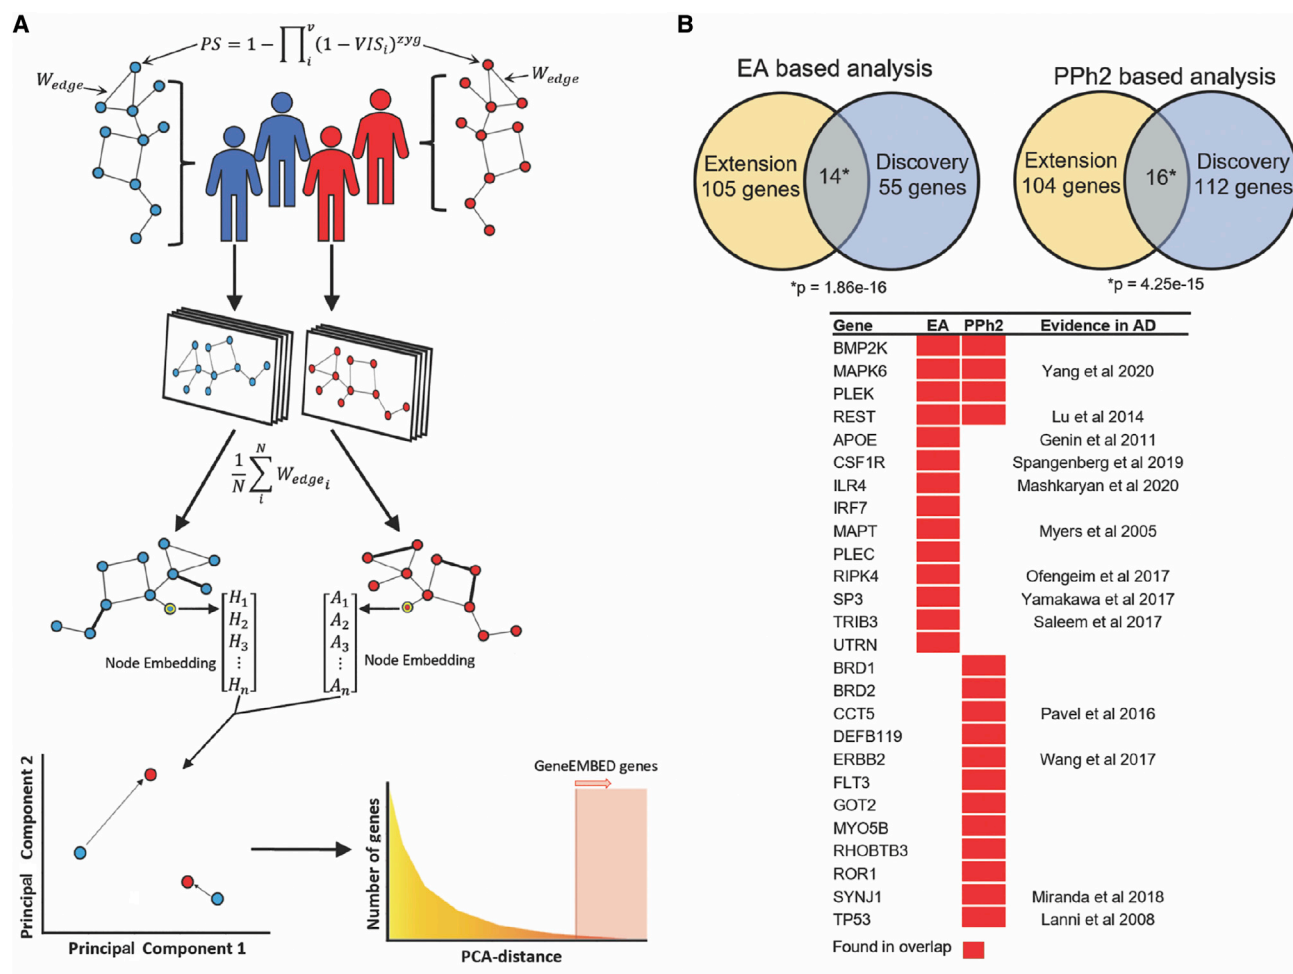 A
PS = 1 − ∏ᵢᵛ (1 − VISᵢ)ᶻʸᵍ
W_edge
W_edge
1/N ∑ᵢᴺ W_edgeᵢ
H₁
H₂
H₃
⋮
Hₙ
A₁
A₂
A₃
⋮
Aₙ
Node Embedding
Node Embedding
Principal Component 2
Principal Component 1
GeneEMBED genes
Number of genes
PCA-distance
B
EA based analysis
Extension
105 genes
14*
Discovery
55 genes
*p = 1.86e-16
PPh2 based analysis
Extension
104 genes
16*
Discovery
112 genes
*p = 4.25e-15
Gene EA PPh2 Evidence in AD
BMP2K
MAPK6 Yang et al 2020
PLEK
REST Lu et al 2014
APOE Genin et al 2011
CSF1R Spangenberg et al 2019
ILR4 Mashkaryan et al 2020
IRF7
MAPT Myers et al 2005
PLEC
RIPK4 Ofengeim et al 2017
SP3 Yamakawa et al 2017
TRIB3 Saleem et al 2017
UTRN
BRD1
BRD2
CCT5 Pavel et al 2016
DEFB119
ERBB2 Wang et al 2017
FLT3
GOT2
MYO5B
RHOBTB3
ROR1
SYNJ1 Miranda et al 2018
TP53 Lanni et al 2008
Found in overlap